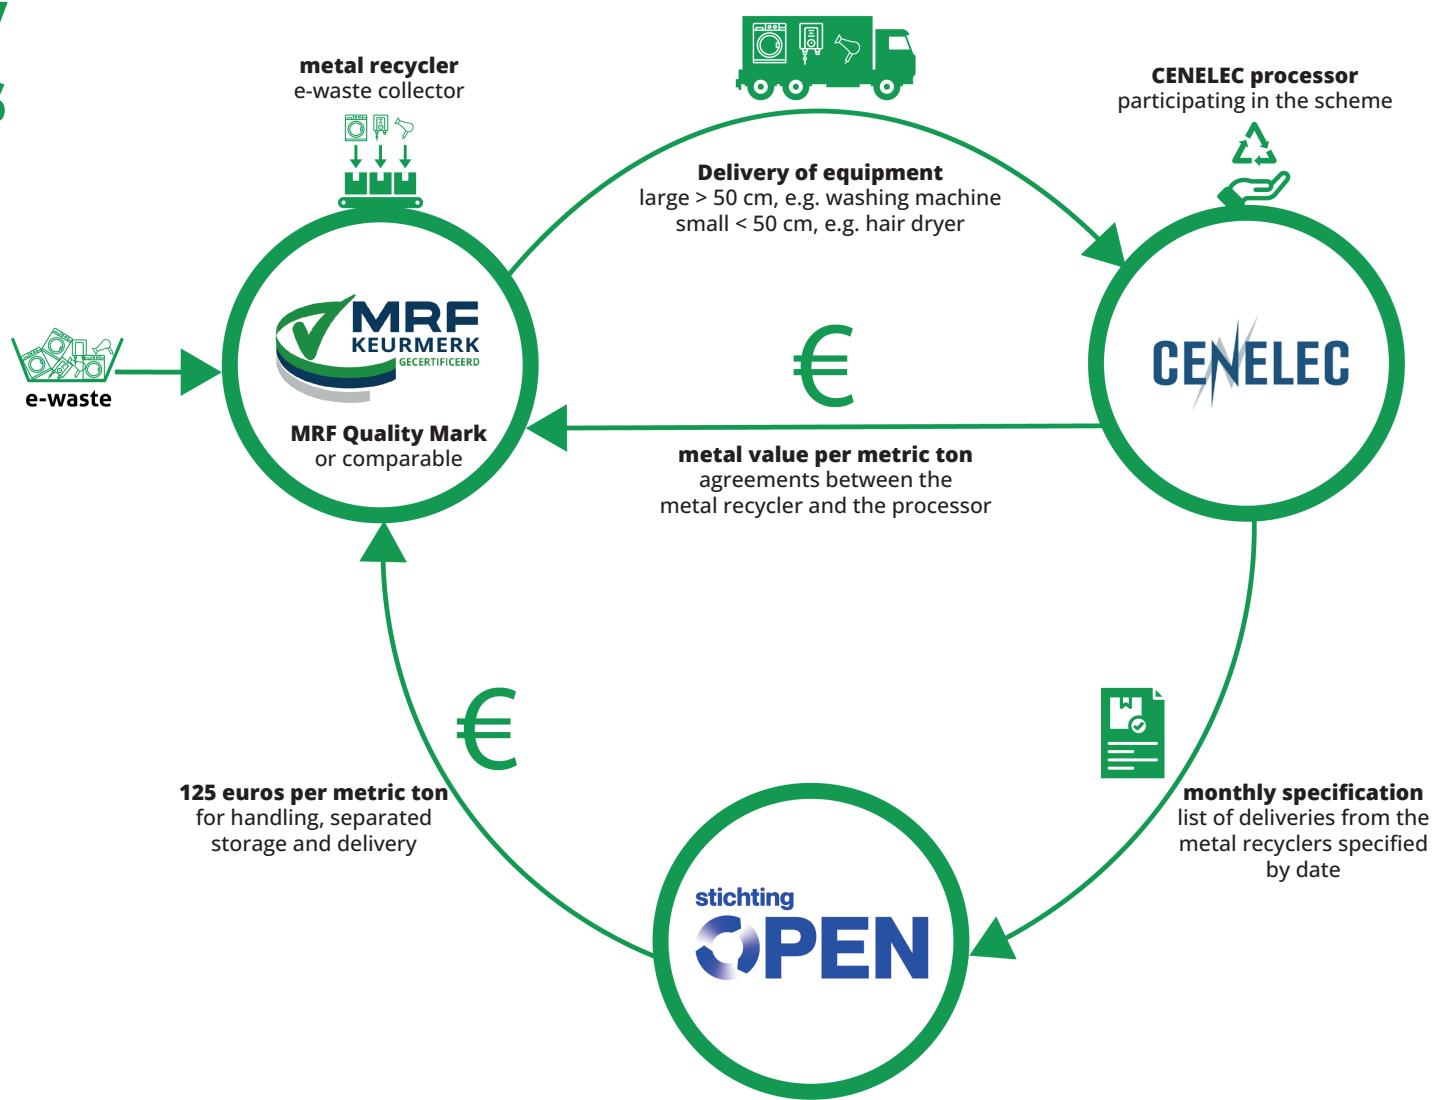 metal recycler
e-waste collector
CENELEC processor
participating in the scheme
Delivery of equipment
large > 50 cm, e.g. washing machine
small < 50 cm, e.g. hair dryer
e-waste
MRF
KEURMERK
GECERTIFICEERD
MRF Quality Mark
or comparable
€
metal value per metric ton
agreements between the
metal recycler and the processor
CENELEC
€
125 euros per metric ton
for handling, separated
storage and delivery
monthly specification
list of deliveries from the
metal recyclers specified
by date
stichting
OPEN